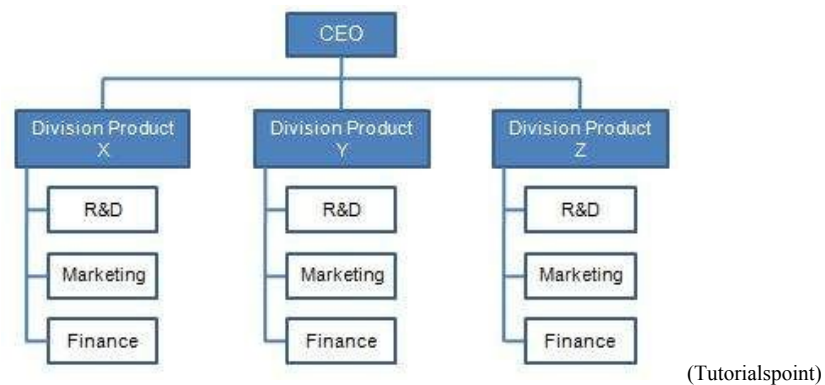 CEO
Division Product
X
R&D
Marketing
Finance
Division Product
Y
R&D
Marketing
Finance
Division Product
Z
R&D
Marketing
Finance
(Tutorialspoint)